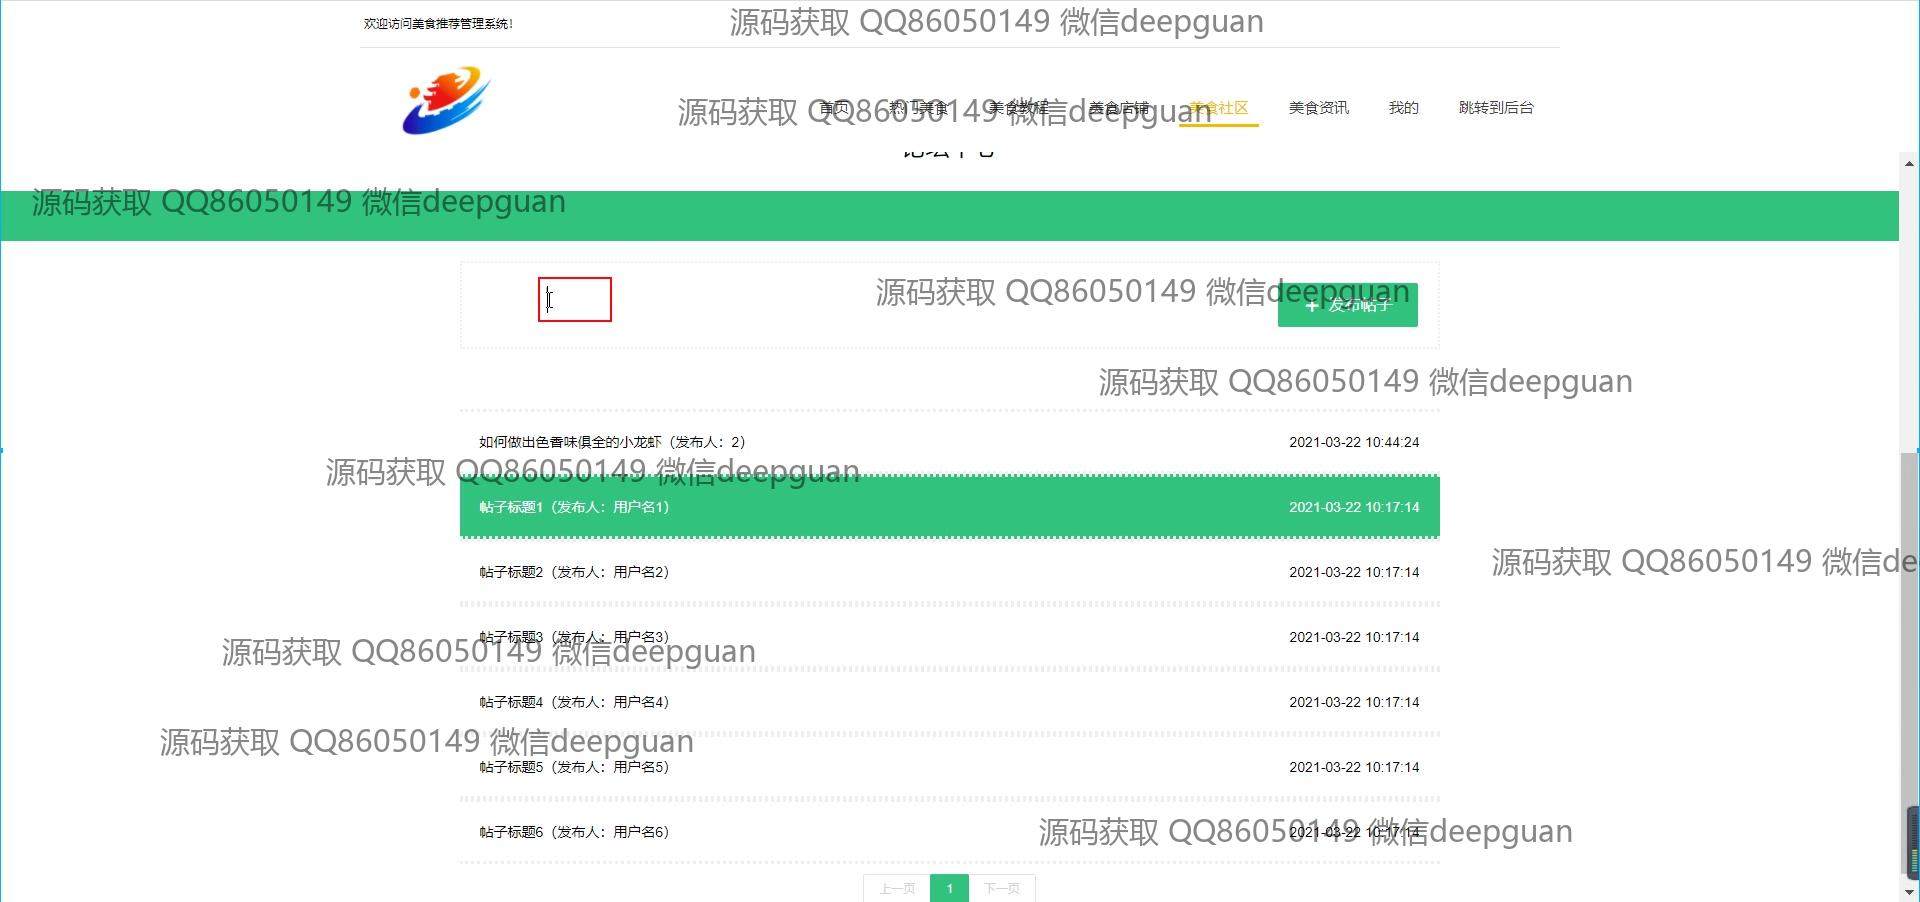 欢迎访问美食推荐管理系统!
源码获取 QQ86050149 微信deepguan
首页 热门美食 美食教程 美食店铺 美食社区 美食资讯 我的 跳转到后台
源码获取 QQ86050149 微信deepguan
论坛中心
源码获取 QQ86050149 微信deepguan
源码获取 QQ86050149 微信deepguan
+ 发布帖子
源码获取 QQ86050149 微信deepguan
如何做出色香味俱全的小龙虾（发布人：2） 2021-03-22 10:44:24
源码获取 QQ86050149 微信deepguan
帖子标题1（发布人：用户名1） 2021-03-22 10:17:14
源码获取 QQ86050149 微信de
帖子标题2（发布人：用户名2） 2021-03-22 10:17:14
帖子标题3（发布人：用户名3） 2021-03-22 10:17:14
源码获取 QQ86050149 微信deepguan
帖子标题4（发布人：用户名4） 2021-03-22 10:17:14
源码获取 QQ86050149 微信deepguan
帖子标题5（发布人：用户名5） 2021-03-22 10:17:14
帖子标题6（发布人：用户名6） 2021-03-22 10:17:14
源码获取 QQ86050149 微信deepguan
上一页 1 下一页